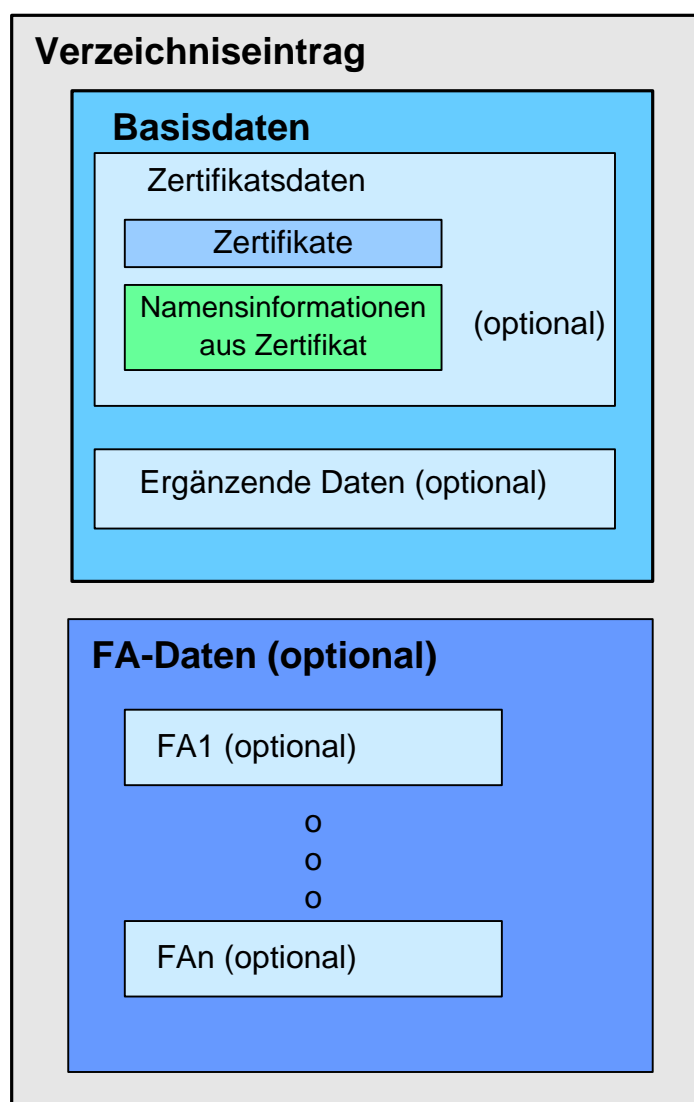 Verzeichniseintrag
Basisdaten
Zertifikatsdaten
Zertifikate
Namensinformationen
aus Zertifikat
(optional)
Ergänzende Daten (optional)
FA-Daten (optional)
FA1 (optional)
o
o
o
FAn (optional)